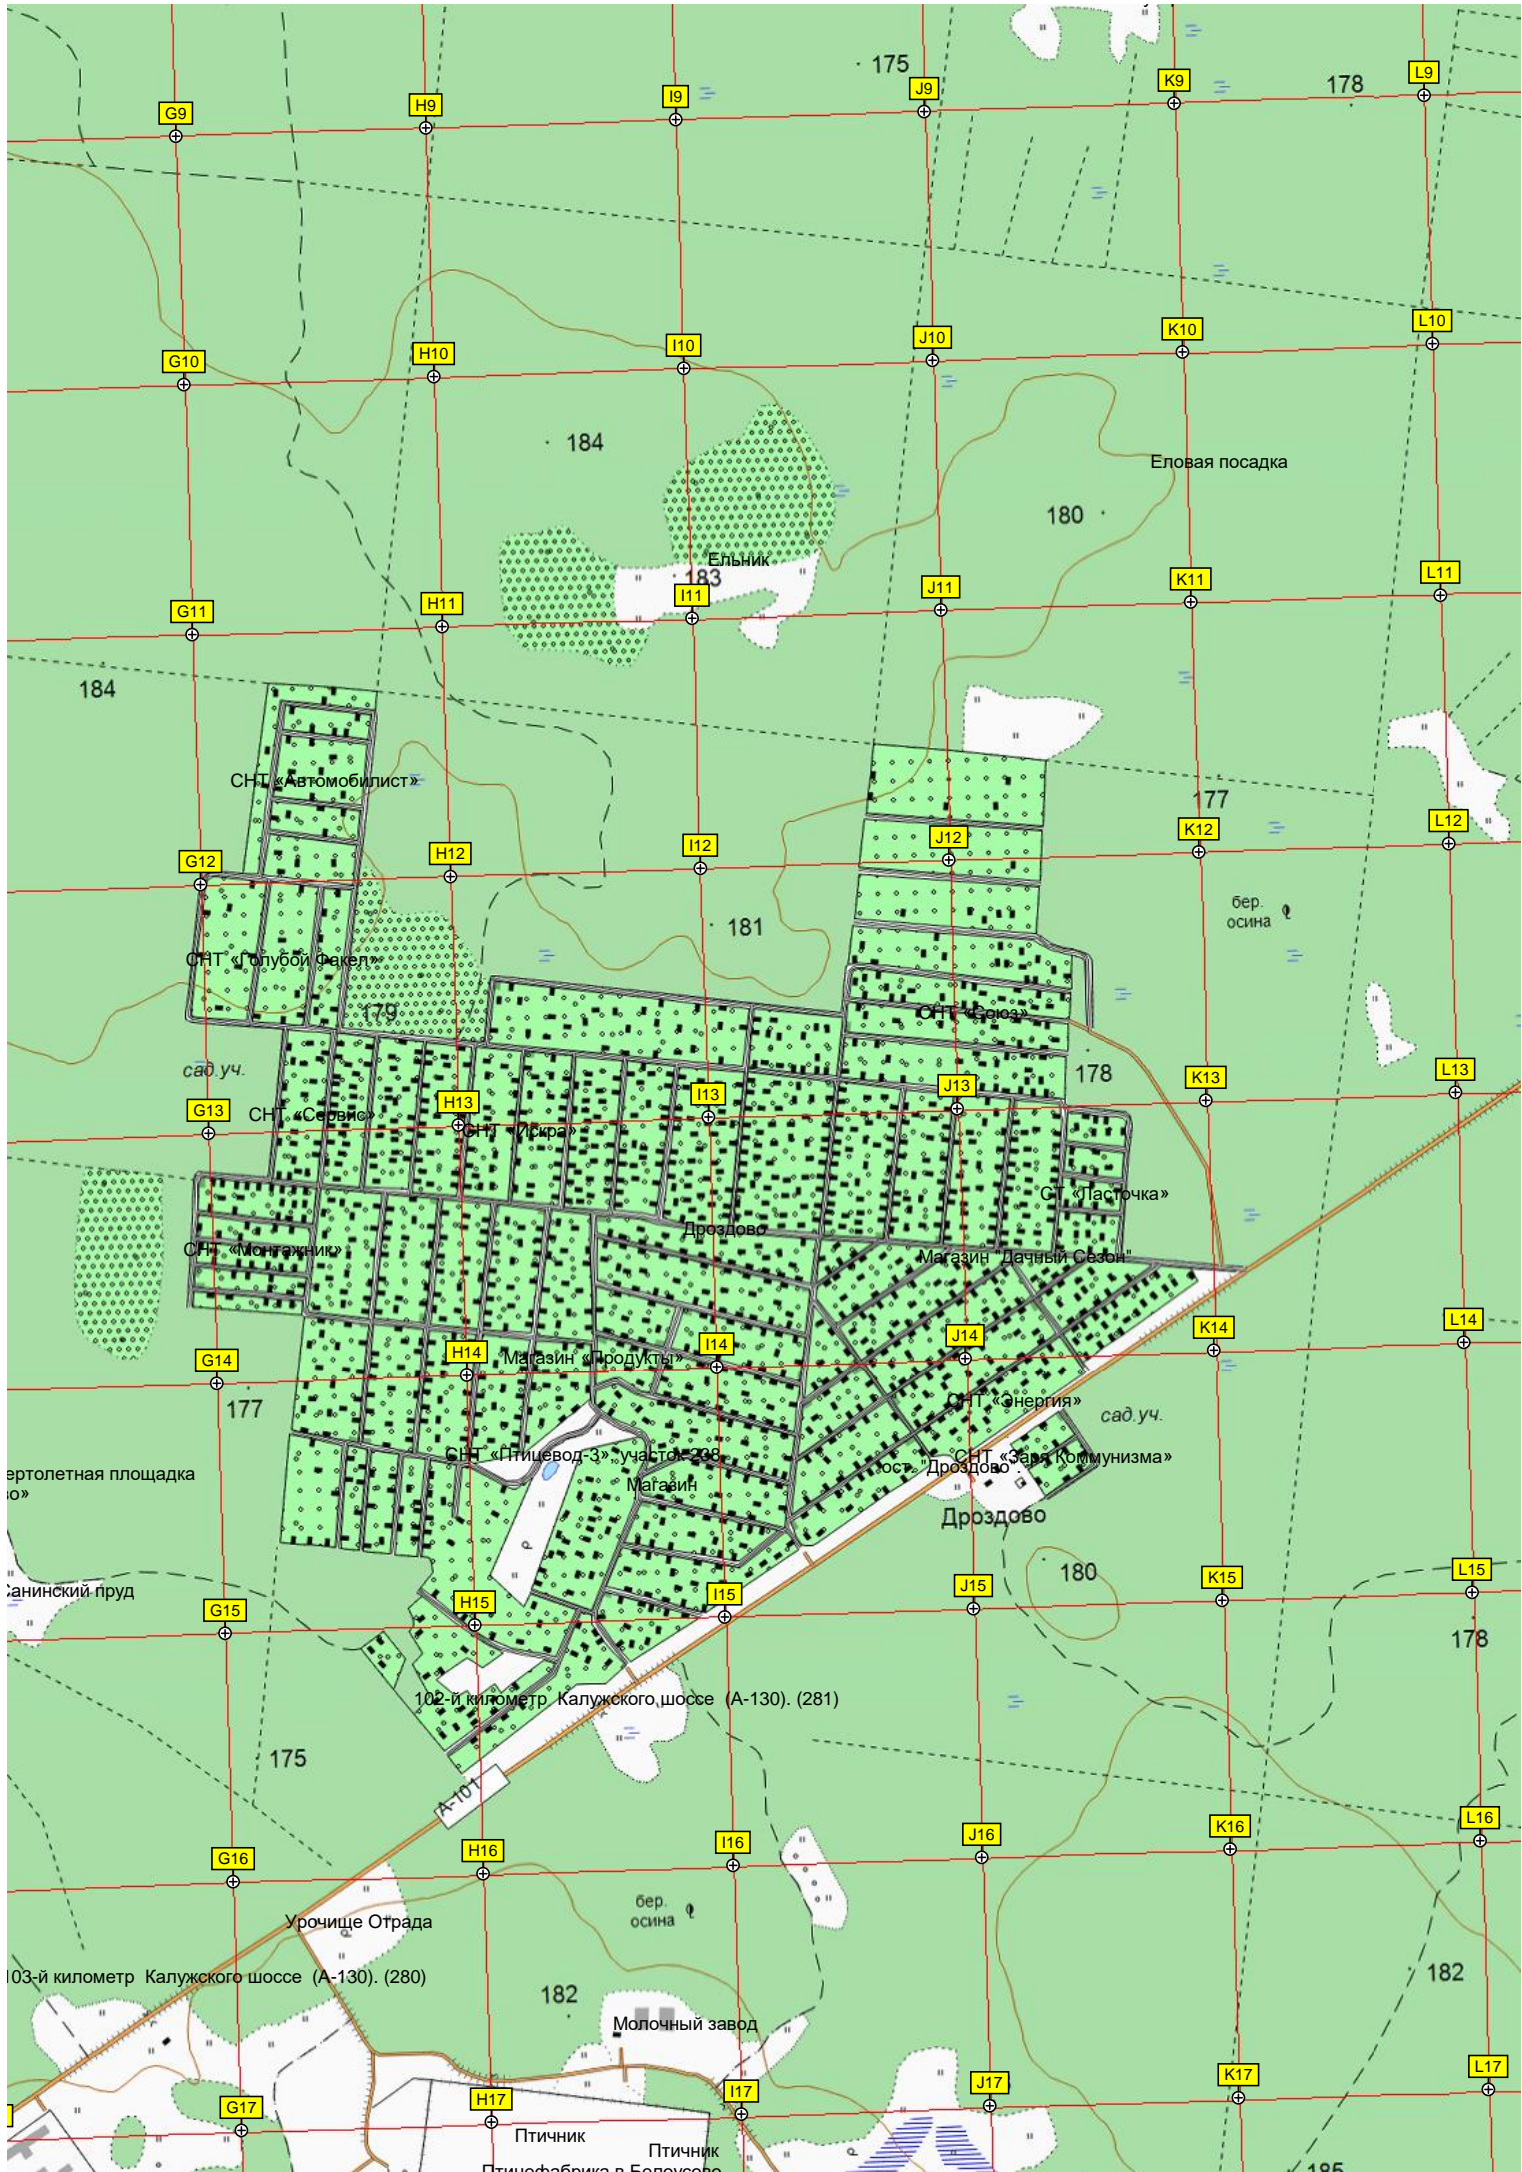 175
178
G9
H9
I9
J9
K9
L9
G10
H10
I10
J10
K10
L10
184
Еловая посадка
180
Ельник
183
G11
H11
I11
J11
K11
L11
184
СНТ «Автомобилист»
177
G12
H12
I12
J12
K12
L12
181
бер.
осина
СНТ «Голубой Факел»
179
СНТ «Союз»
сад.уч.
178
G13
H13
I13
J13
K13
L13
СНТ «Сервис»
СНТ «Искра»
СТ «Ласточка»
Дроздово
СНТ «Монтажник»
Магазин "Дачный Сезон"
G14
H14
I14
J14
K14
L14
Магазин «Продукты»
177
СНТ «Энергия»
сад.уч.
СНТ «Птицевод-3», участок 238
СНТ «Заря Коммунизма»
ост. "Дроздово".
ертолетная площадка
во»
Магазин
Дроздово
180
Санинский пруд
G15
H15
I15
J15
K15
L15
178
102-й километр Калужского шоссе (А-130). (281)
175
А-101
G16
H16
I16
J16
K16
L16
бер.
осина
Урочище Отрада
103-й километр Калужского шоссе (А-130). (280)
182
182
Молочный завод
G17
H17
I17
J17
K17
L17
Птичник
Птичник
Птицефабрика в Белоусово
185